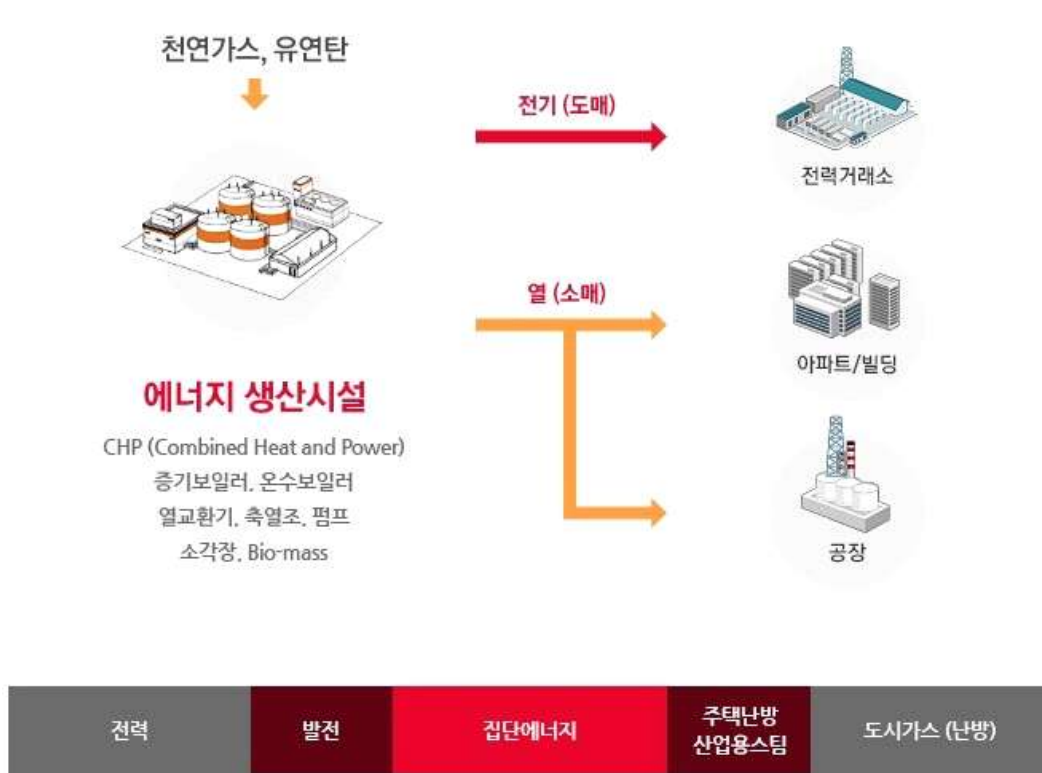 천연가스, 유연탄
전기 (도매)
전력거래소
열 (소매)
아파트/빌딩
에너지 생산시설
CHP (Combined Heat and Power)
증기보일러, 온수보일러
열교환기, 축열조, 펌프
소각장, Bio-mass
공장
전력
발전
집단에너지
주택난방
산업용스팀
도시가스 (난방)